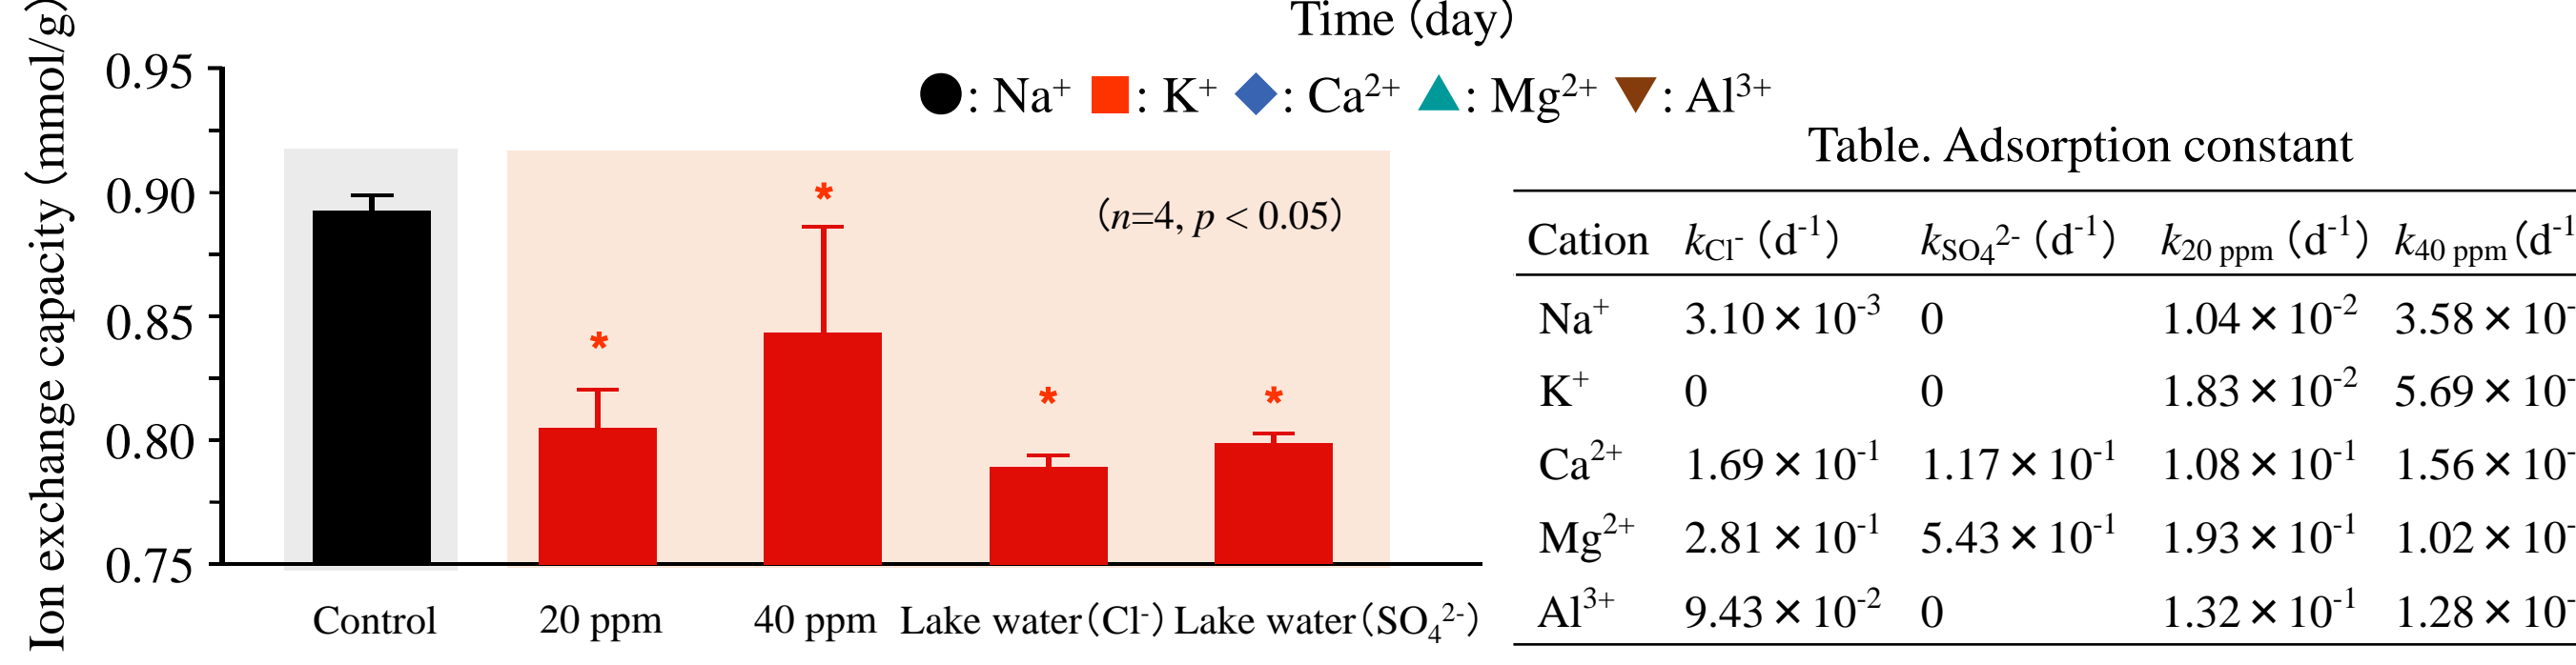 Time (day)
●: Na⁺ ■: K⁺ ◆: Ca²⁺ ▲: Mg²⁺ ▼: Al³⁺
Ion exchange capacity (mmol/g)
0.95
0.90
0.85
0.80
0.75
*
*
*
*
(n=4, p < 0.05)
Control 20 ppm 40 ppm Lake water(Cl⁻) Lake water(SO₄²⁻)
Table. Adsorption constant
Cation k_Cl⁻ (d⁻¹) k_SO₄²⁻ (d⁻¹) k_20 ppm (d⁻¹) k_40 ppm (d⁻¹
Na⁺ 3.10×10⁻³ 0 1.04×10⁻² 3.58×10⁻
K⁺ 0 0 1.83×10⁻² 5.69×10⁻
Ca²⁺ 1.69×10⁻¹ 1.17×10⁻¹ 1.08×10⁻¹ 1.56×10⁻
Mg²⁺ 2.81×10⁻¹ 5.43×10⁻¹ 1.93×10⁻¹ 1.02×10⁻
Al³⁺ 9.43×10⁻² 0 1.32×10⁻¹ 1.28×10⁻